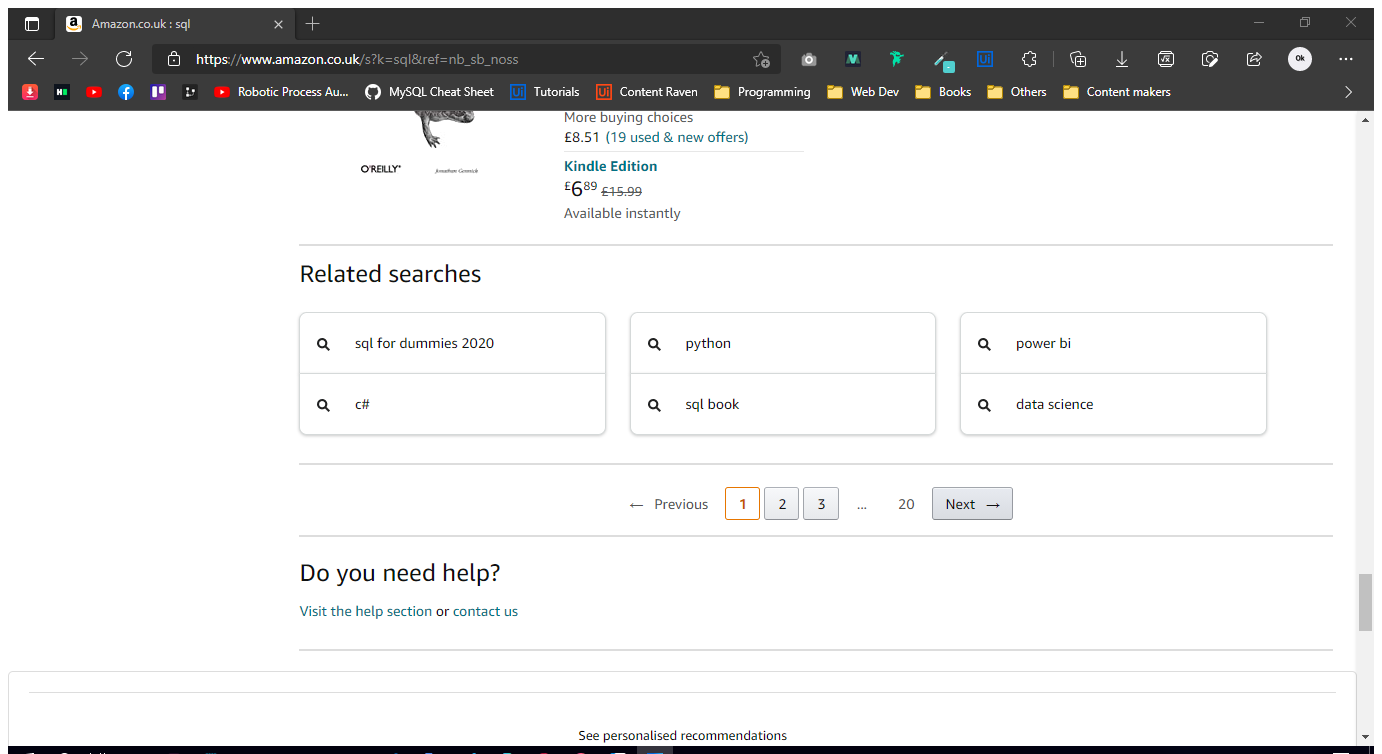 Amazon.co.uk : sql
https://www.amazon.co.uk/s?k=sql&ref=nb_sb_noss
Ok
Robotic Process Au... MySQL Cheat Sheet Tutorials Content Raven Programming Web Dev Books Others Content makers
More buying choices
£8.51 (19 used & new offers)
O'REILLY® Jonathan Gennick
Kindle Edition
£6 89 £15.99
Available instantly
Related searches
sql for dummies 2020 python power bi
c# sql book data science
← Previous 1 2 3 ... 20 Next →
Do you need help?
Visit the help section or contact us
See personalised recommendations